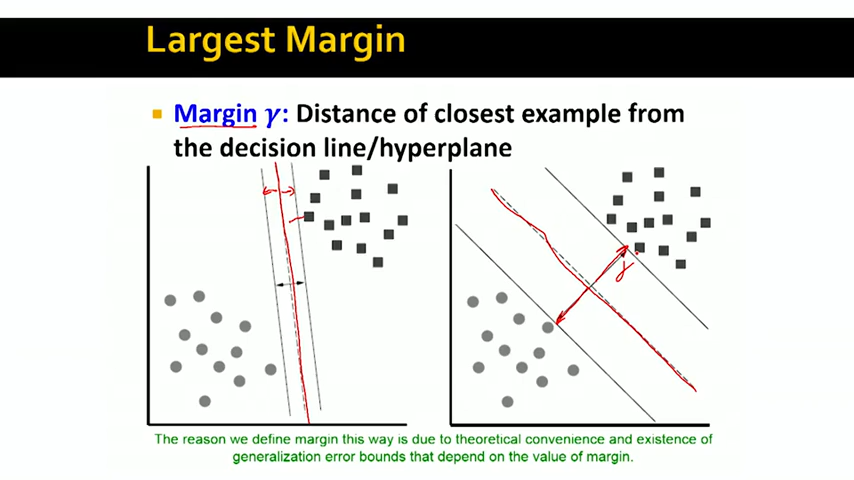 Largest Margin
Margin γ: Distance of closest example from
the decision line/hyperplane
γ
The reason we define margin this way is due to theoretical convenience and existence of
generalization error bounds that depend on the value of margin.